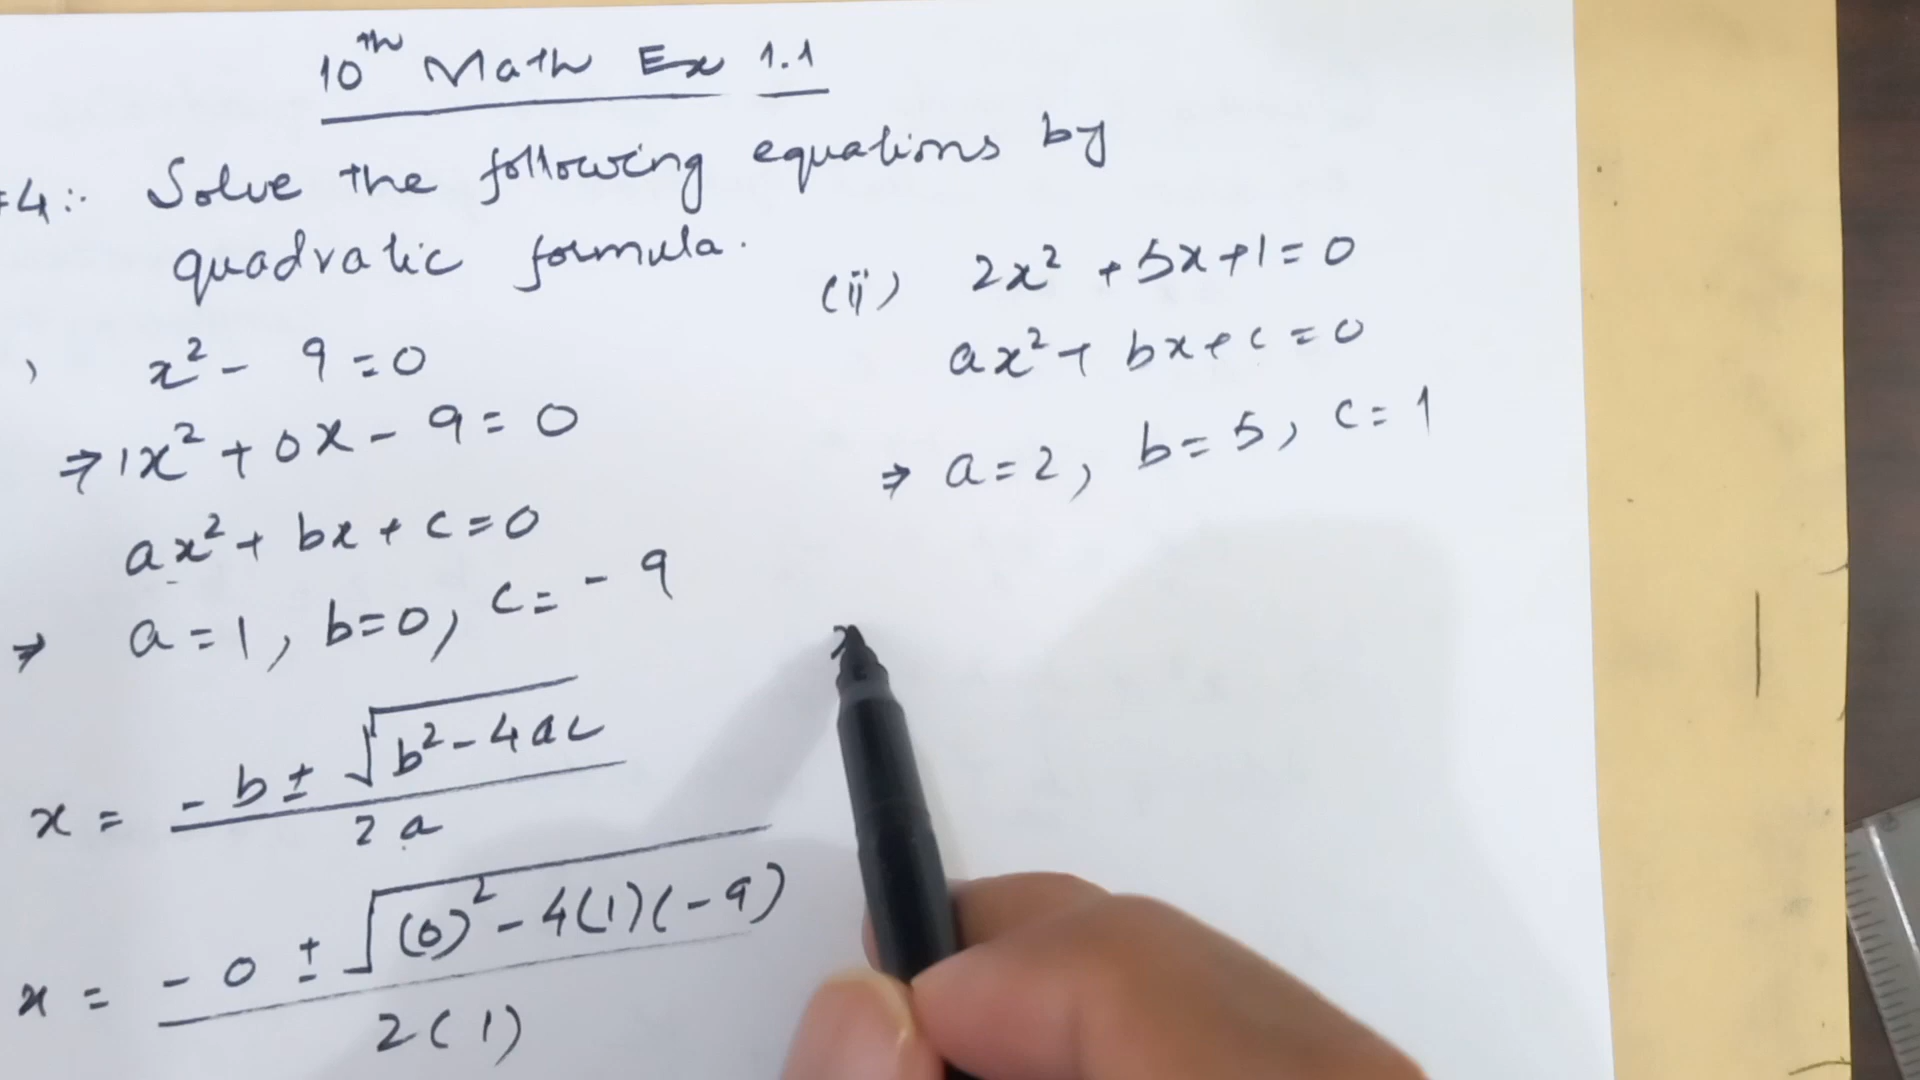 10th Math Ex 1.1
4:- Solve the following equations by
quadratic formula.
x² - 9 = 0
⇒ 1x² + 0x - 9 = 0
ax² + bx + c = 0
⇒ a = 1, b = 0, c = - 9
x = - b ± √b² - 4ac / 2a
x = - 0 ± √(0)² - 4(1)(-9) / 2(1)
(ii) 2x² + 5x + 1 = 0
ax² + bx + c = 0
⇒ a = 2, b = 5, c = 1
x